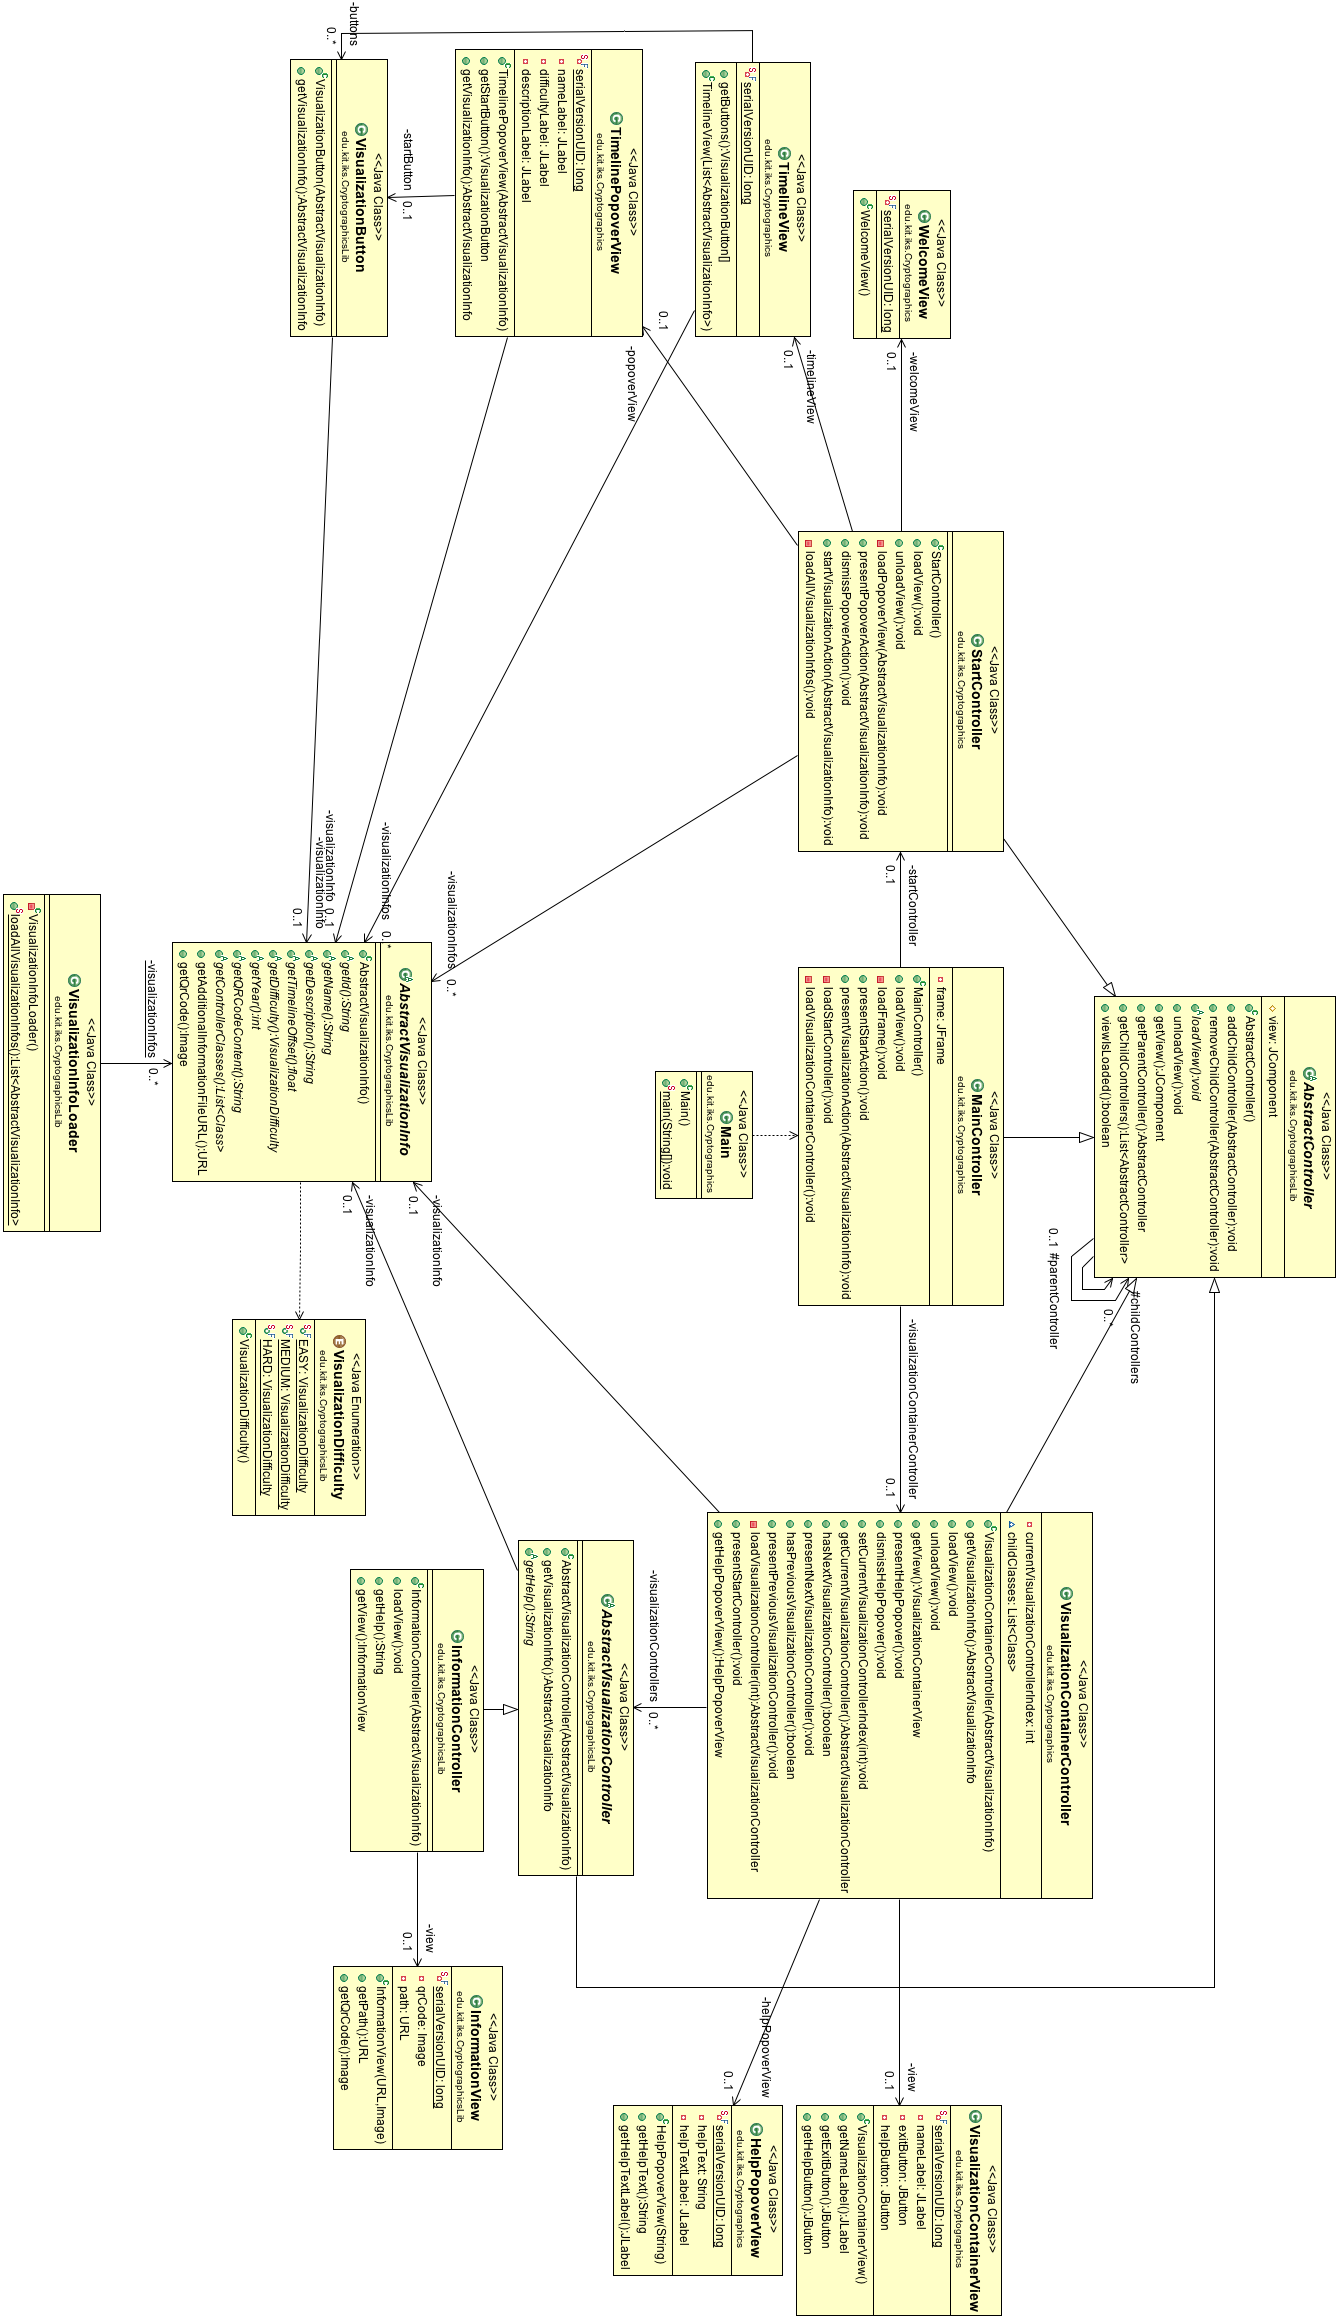 <<Java Class>>
WelcomeView
edu.kit.iks.Cryptographics
serialVersionUID: long
WelcomeView()
-welcomeView
0..1
<<Java Class>>
TimelineView
edu.kit.iks.Cryptographics
serialVersionUID: long
getButtons():VisualizationButton[]
TimelineView(List<AbstractVisualizationInfo>)
-timelineView
0..1
<<Java Class>>
TimelinePopoverView
edu.kit.iks.Cryptographics
serialVersionUID: long
nameLabel: JLabel
difficultyLabel: JLabel
descriptionLabel: JLabel
TimelinePopoverView(AbstractVisualizationInfo)
getStartButton():VisualizationButton
getVisualizationInfo():AbstractVisualizationInfo
0..1
-popoverView
-startButton 0..1
-buttons
0..*
<<Java Class>>
VisualizationButton
edu.kit.iks.CryptographicsLib
VisualizationButton(AbstractVisualizationInfo)
getVisualizationInfo():AbstractVisualizationInfo
<<Java Class>>
StartController
edu.kit.iks.Cryptographics
StartController()
loadView():void
unloadView():void
loadPopoverView(AbstractVisualizationInfo):void
presentPopoverAction(AbstractVisualizationInfo):void
dismissPopoverAction():void
startVisualizationAction(AbstractVisualizationInfo):void
loadAllVisualizationInfos():void
-startController
0..1
<<Java Class>>
AbstractController
edu.kit.iks.CryptographicsLib
view: JComponent
AbstractController()
addChildController(AbstractController):void
removeChildController(AbstractController):void
loadView():void
unloadView():void
getView():JComponent
getParentController():AbstractController
getChildControllers():List<AbstractController>
viewIsLoaded():boolean
#childControllers
0..*
0..1 #parentController
<<Java Class>>
MainController
edu.kit.iks.Cryptographics
frame: JFrame
MainController()
loadView():void
loadFrame():void
presentStartAction():void
presentVisualizationAction(AbstractVisualizationInfo):void
loadStartController():void
loadVisualizationContainerController():void
<<Java Class>>
Main
edu.kit.iks.Cryptographics
Main()
main(String[]):void
-visualizationInfos 0..*
-visualizationInfos 0..*
-visualizationInfo 0..1
-visualizationInfo
0..1
<<Java Class>>
AbstractVisualizationInfo
edu.kit.iks.CryptographicsLib
AbstractVisualizationInfo()
getId():String
getName():String
getDescription():String
getTimelineOffset():float
getDifficulty():VisualizationDifficulty
getYear():int
getQRCodeContent():String
getControllerClasses():List<Class>
getAdditionalInformationFileURL():URL
getQrCode():Image
-visualizationInfos 0..*
<<Java Class>>
VisualizationInfoLoader
edu.kit.iks.CryptographicsLib
VisualizationInfoLoader()
loadAllVisualizationInfos():List<AbstractVisualizationInfo>
-visualizationInfo
0..1
-visualizationInfo
0..1
<<Java Enumeration>>
VisualizationDifficulty
edu.kit.iks.CryptographicsLib
EASY: VisualizationDifficulty
MEDIUM: VisualizationDifficulty
HARD: VisualizationDifficulty
VisualizationDifficulty()
-visualizationContainerController
0..1
<<Java Class>>
VisualizationContainerController
edu.kit.iks.Cryptographics
currentVisualizationControllerIndex: int
childClasses: List<Class>
VisualizationContainerController(AbstractVisualizationInfo)
getVisualizationInfo():AbstractVisualizationInfo
loadView():void
unloadView():void
getView():VisualizationContainerView
presentHelpPopover():void
dismissHelpPopover():void
setCurrentVisualizationControllerIndex(int):void
getCurrentVisualizationController():AbstractVisualizationController
hasNextVisualizationController():boolean
presentNextVisualizationController():void
hasPreviousVisualizationController():boolean
presentPreviousVisualizationController():void
loadVisualizationController(int):AbstractVisualizationController
presentStartController():void
getHelpPopoverView():HelpPopoverView
-visualizationControllers 0..*
<<Java Class>>
AbstractVisualizationController
edu.kit.iks.CryptographicsLib
AbstractVisualizationController(AbstractVisualizationInfo)
getVisualizationInfo():AbstractVisualizationInfo
getHelp():String
<<Java Class>>
InformationController
edu.kit.iks.CryptographicsLib
InformationController(AbstractVisualizationInfo)
loadView():void
getHelp():String
getView():InformationView
-view
0..1
<<Java Class>>
InformationView
edu.kit.iks.CryptographicsLib
serialVersionUID: long
qrCode: Image
path: URL
InformationView(URL,Image)
getPath():URL
getQrCode():Image
-view
0..1
<<Java Class>>
VisualizationContainerView
edu.kit.iks.Cryptographics
serialVersionUID: long
nameLabel: JLabel
exitButton: JButton
helpButton: JButton
VisualizationContainerView()
getNameLabel():JLabel
getExitButton():JButton
getHelpButton():JButton
-helpPopoverView
0..1
<<Java Class>>
HelpPopoverView
edu.kit.iks.Cryptographics
serialVersionUID: long
helpText: String
helpTextLabel: JLabel
HelpPopoverView(String)
getHelpText():String
getHelpTextLabel():JLabel